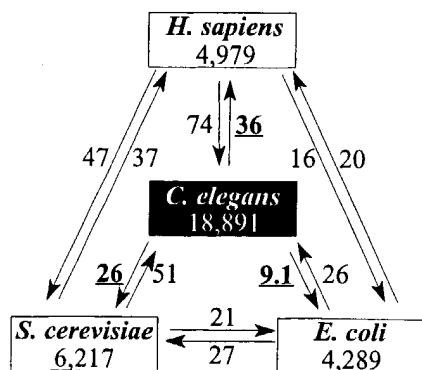 H. sapiens
4,979
47 37 74 36 16 20
C. elegans
18,891
26 51 9.1 26
S. cerevisiae 21 E. coli
6,217 27 4,289